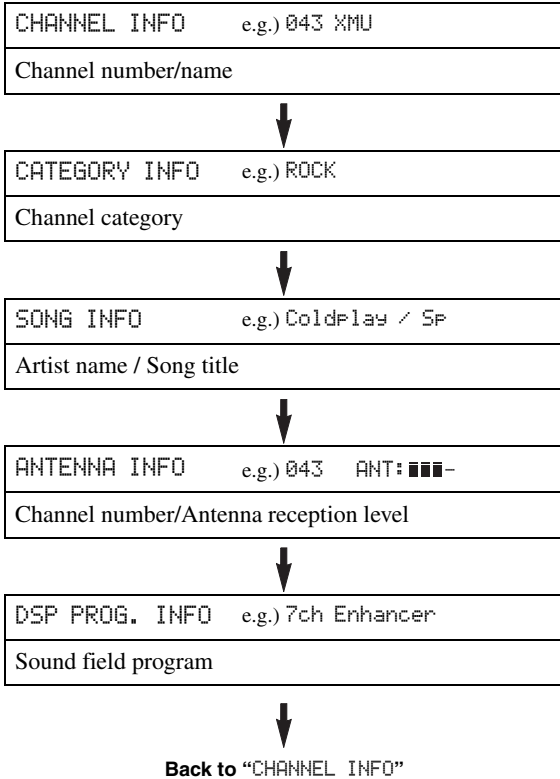 CHANNEL INFO e.g.) 043 XMU
Channel number/name
CATEGORY INFO e.g.) ROCK
Channel category
SONG INFO e.g.) Coldplay / Sp
Artist name / Song title
ANTENNA INFO e.g.) 043 ANT:▮▮▮-
Channel number/Antenna reception level
DSP PROG. INFO e.g.) 7ch Enhancer
Sound field program
Back to “CHANNEL INFO”